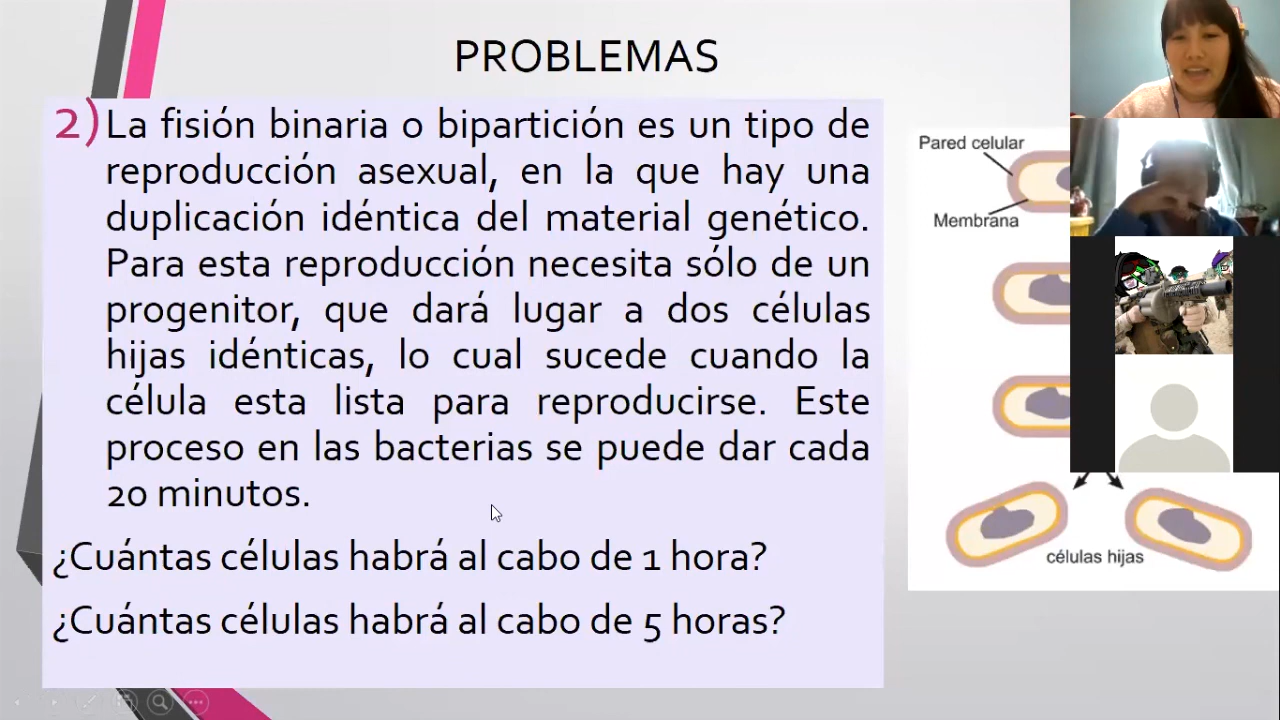 PROBLEMAS
2) La fisión binaria o bipartición es un tipo de
reproducción asexual, en la que hay una
duplicación idéntica del material genético.
Para esta reproducción necesita sólo de un
progenitor, que dará lugar a dos células
hijas idénticas, lo cual sucede cuando la
célula esta lista para reproducirse. Este
proceso en las bacterias se puede dar cada
20 minutos.
¿Cuántas células habrá al cabo de 1 hora?
¿Cuántas células habrá al cabo de 5 horas?
Pared celular
Membrana
células hijas